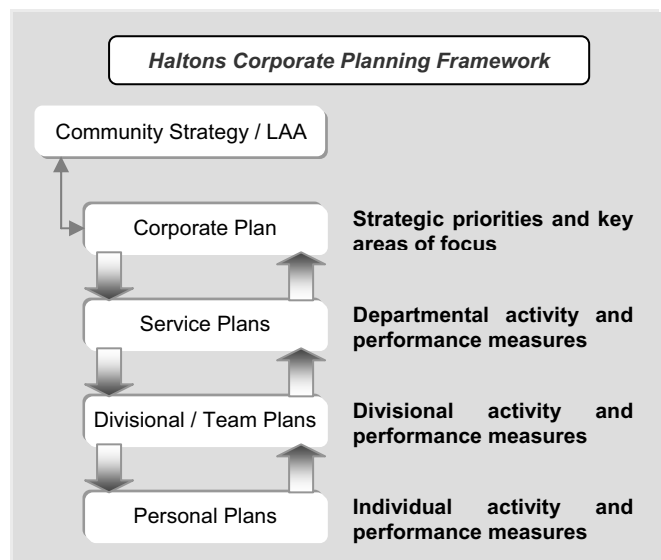 Haltons Corporate Planning Framework
Community Strategy / LAA
Corporate Plan
Strategic priorities and key
areas of focus
Service Plans
Departmental activity and
performance measures
Divisional / Team Plans
Divisional activity and
performance measures
Personal Plans
Individual activity and
performance measures